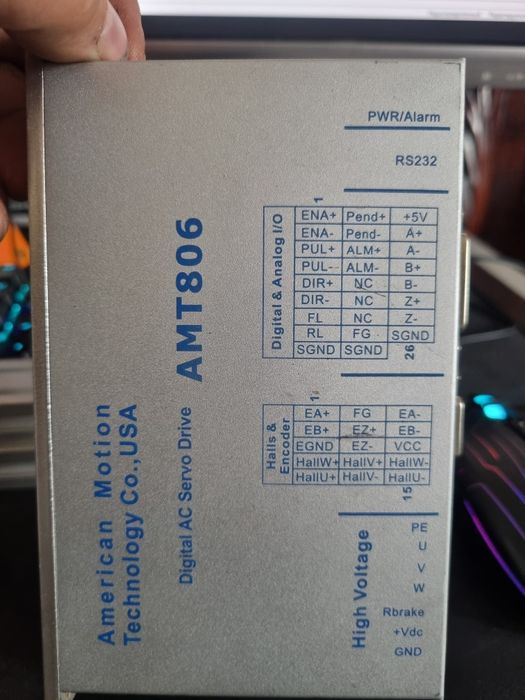 PWR/Alarm
RS232
Digital & Analog I/O
1
ENA+ Pend+ +5V
ENA- Pend- A+
PUL+ ALM+ A-
PUL- ALM- B+
DIR+ NC B-
DIR- NC Z+
FL NC Z-
RL FG SGND
SGND SGND 26
AMT806
Digital AC Servo Drive
American Motion
Technology Co.,USA
Halls &
Encoder
1
EA+ FG EA-
EB+ EZ+ EB-
EGND EZ- VCC
HallW+ HallV+ HallW-
HallU+ HallV- HallU-
15
High Voltage
PE
U
V
W
Rbrake
+Vdc
GND